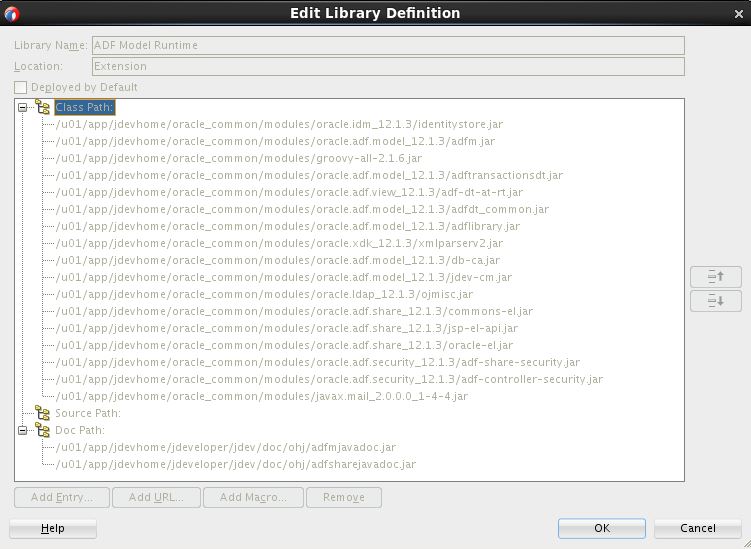 Edit Library Definition
Library Name: ADF Model Runtime
Location: Extension
Deployed by Default
Class Path:
/u01/app/jdevhome/oracle_common/modules/oracle.idm_12.1.3/identitystore.jar
/u01/app/jdevhome/oracle_common/modules/oracle.adf.model_12.1.3/adfm.jar
/u01/app/jdevhome/oracle_common/modules/groovy-all-2.1.6.jar
/u01/app/jdevhome/oracle_common/modules/oracle.adf.model_12.1.3/adftransactionsdt.jar
/u01/app/jdevhome/oracle_common/modules/oracle.adf.view_12.1.3/adf-dt-at-rt.jar
/u01/app/jdevhome/oracle_common/modules/oracle.adf.model_12.1.3/adfdt_common.jar
/u01/app/jdevhome/oracle_common/modules/oracle.adf.model_12.1.3/adflibrary.jar
/u01/app/jdevhome/oracle_common/modules/oracle.xdk_12.1.3/xmlparserv2.jar
/u01/app/jdevhome/oracle_common/modules/oracle.adf.model_12.1.3/db-ca.jar
/u01/app/jdevhome/oracle_common/modules/oracle.adf.model_12.1.3/jdev-cm.jar
/u01/app/jdevhome/oracle_common/modules/oracle.ldap_12.1.3/ojmisc.jar
/u01/app/jdevhome/oracle_common/modules/oracle.adf.share_12.1.3/commons-el.jar
/u01/app/jdevhome/oracle_common/modules/oracle.adf.share_12.1.3/jsp-el-api.jar
/u01/app/jdevhome/oracle_common/modules/oracle.adf.share_12.1.3/oracle-el.jar
/u01/app/jdevhome/oracle_common/modules/oracle.adf.security_12.1.3/adf-share-security.jar
/u01/app/jdevhome/oracle_common/modules/oracle.adf.security_12.1.3/adf-controller-security.jar
/u01/app/jdevhome/oracle_common/modules/javax.mail_2.0.0.0_1-4-4.jar
Source Path:
Doc Path:
/u01/app/jdevhome/jdeveloper/jdev/doc/ohj/adfmjavadoc.jar
/u01/app/jdevhome/jdeveloper/jdev/doc/ohj/adfsharejavadoc.jar
Add Entry... Add URL... Add Macro... Remove
Help OK Cancel